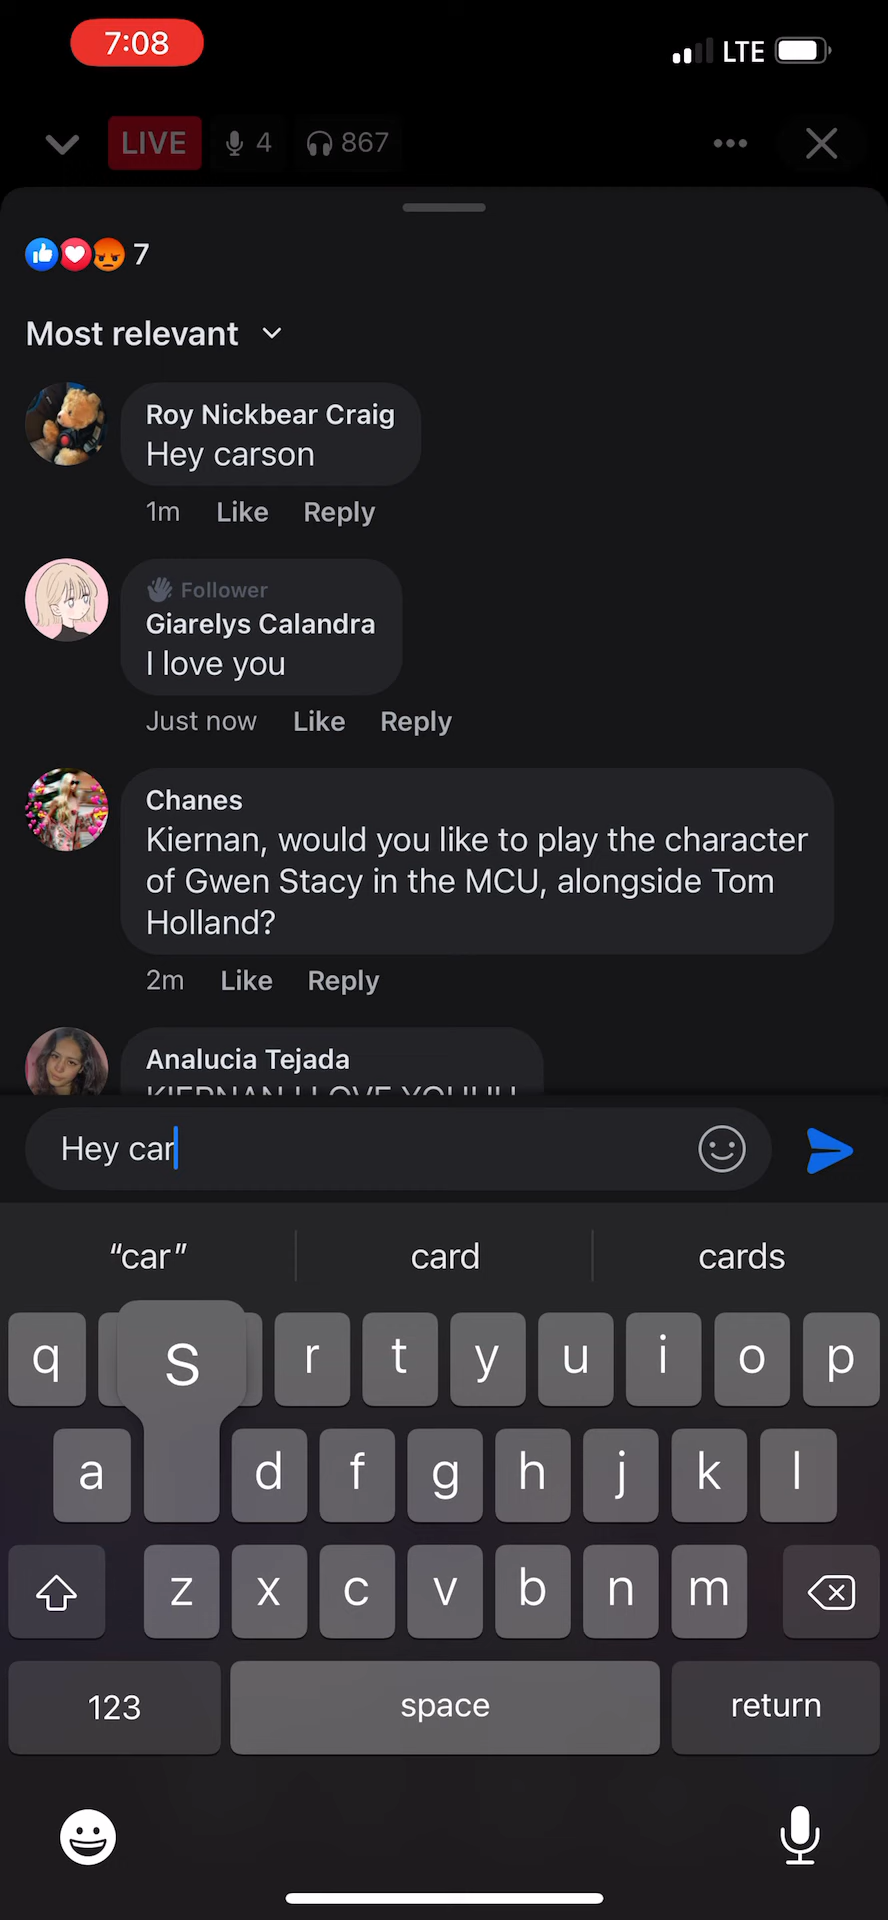 7:08 LTE
LIVE 4 867
7
Most relevant
Roy Nickbear Craig
Hey carson
1m Like Reply
Follower
Giarelys Calandra
I love you
Just now Like Reply
Chanes
Kiernan, would you like to play the character
of Gwen Stacy in the MCU, alongside Tom
Holland?
2m Like Reply
Analucia Tejada
KIERNAN I LOVE YOUUU
Hey car
“car” card cards
q s r t y u i o p
a d f g h j k l
z x c v b n m
123 space return